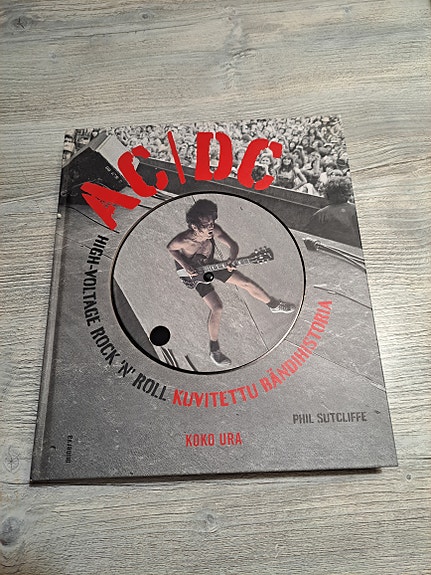 AC/DC
HIGH-VOLTAGE ROCK 'N' ROLL KUVITETTU BÄNDIHISTORIA
PHIL SUTCLIFFE
KOKO URA